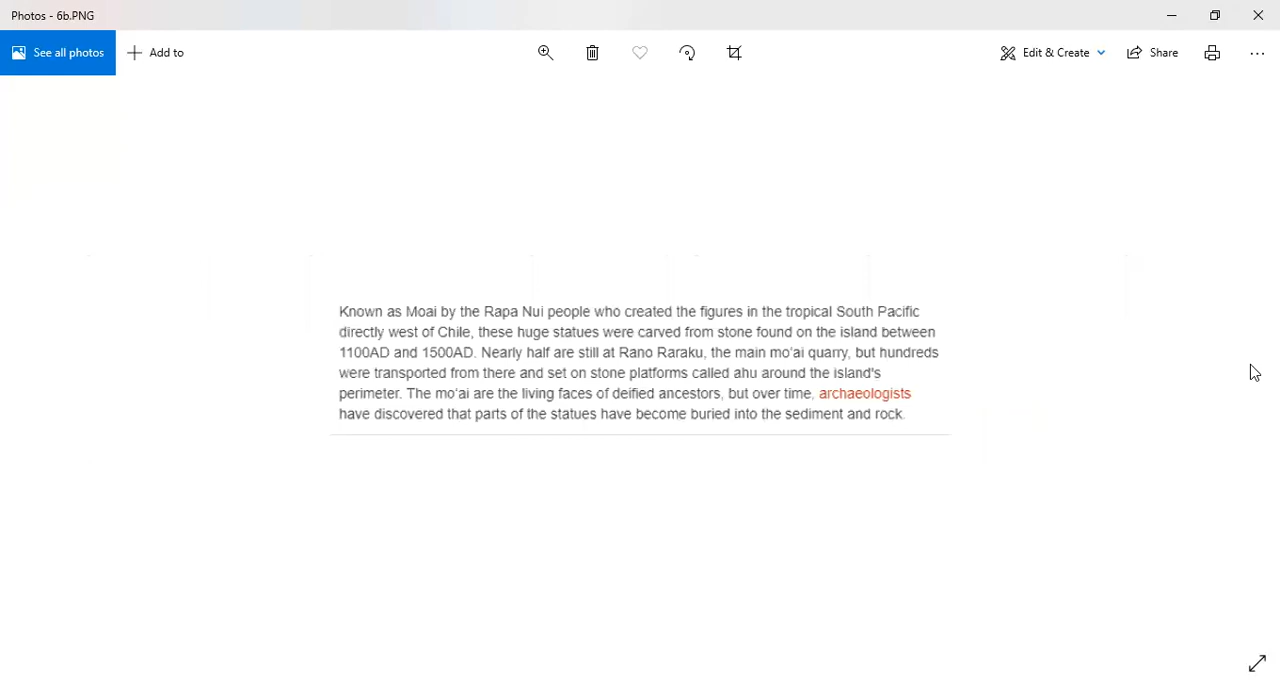 Photos - 6b.PNG
See all photos
Add to
Edit & Create
Share
Known as Moai by the Rapa Nui people who created the figures in the tropical South Pacific
directly west of Chile, these huge statues were carved from stone found on the island between
1100AD and 1500AD. Nearly half are still at Rano Raraku, the main mo'ai quarry, but hundreds
were transported from there and set on stone platforms called ahu around the island's
perimeter. The mo‘ai are the living faces of deified ancestors, but over time, archaeologists
have discovered that parts of the statues have become buried into the sediment and rock.